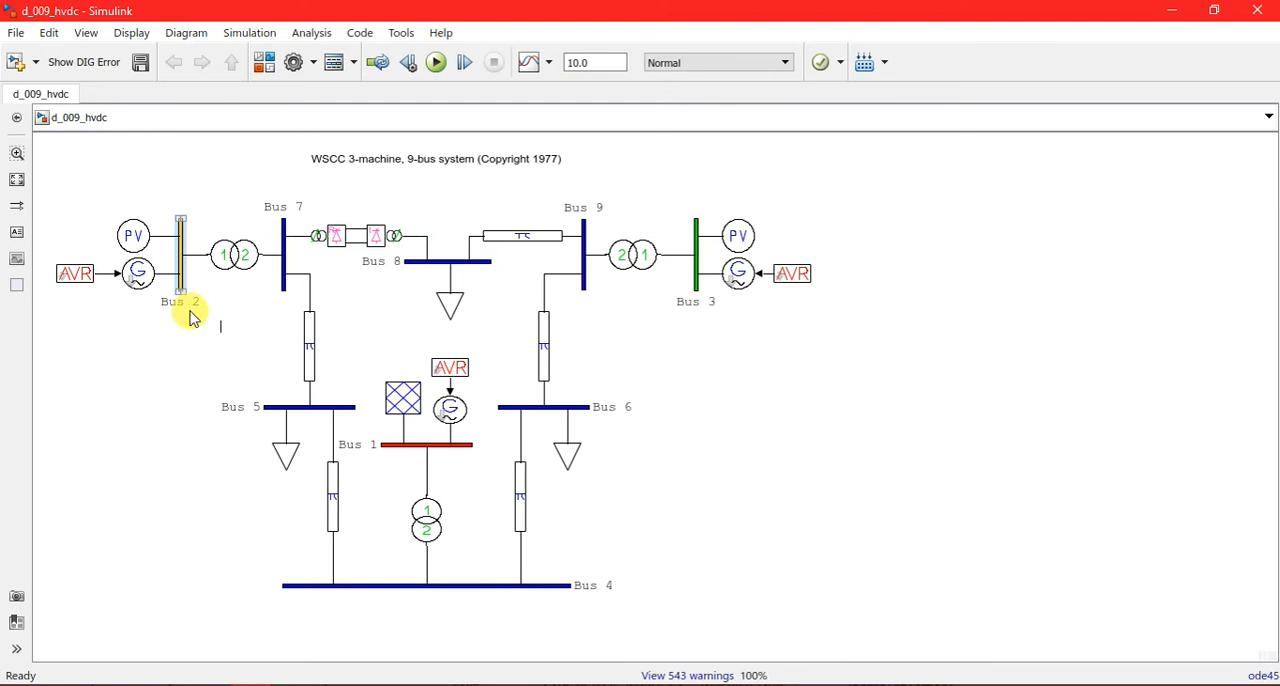 d_009_hvdc - Simulink
File Edit View Display Diagram Simulation Analysis Code Tools Help
Show DIG Error 10.0 Normal
d_009_hvdc
d_009_hvdc
WSCC 3-machine, 9-bus system (Copyright 1977)
Bus 7 Bus 9
PV PV
1 2 2 1
Bus 8
AVR G G AVR
Bus 2 Bus 3
π
π π
AVR
G
Bus 5 Bus 6
Bus 1
π π
1
2
Bus 4
Ready View 543 warnings 100% ode45